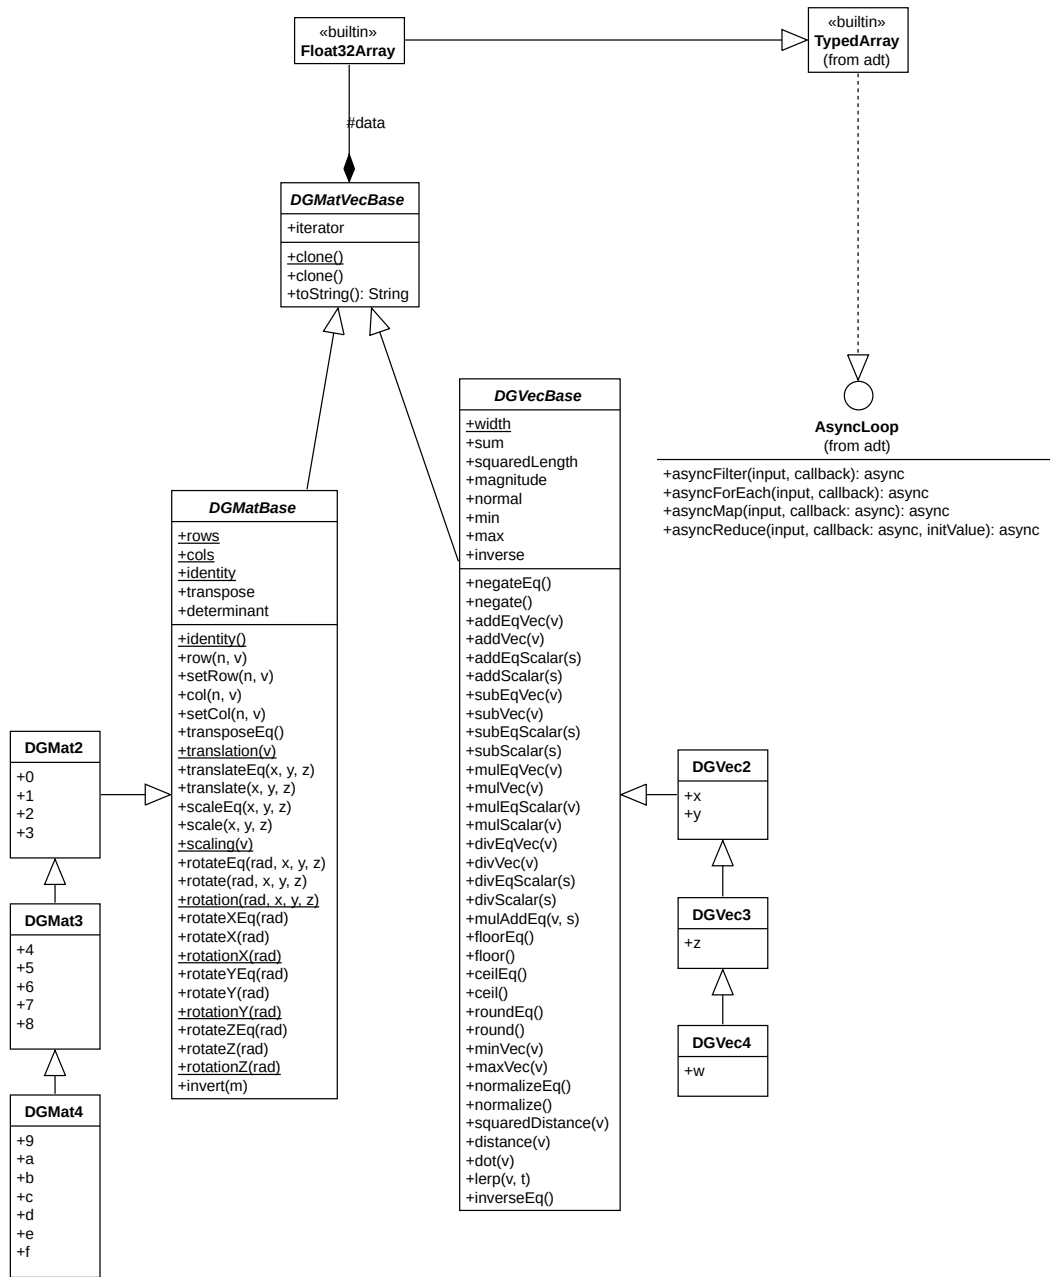 «builtin»
Float32Array
«builtin»
TypedArray
(from adt)
#data
DGMatVecBase
+iterator
+clone()
+clone()
+toString(): String
AsyncLoop
(from adt)
+asyncFilter(input, callback): async
+asyncForEach(input, callback): async
+asyncMap(input, callback: async): async
+asyncReduce(input, callback: async, initValue): async
DGVecBase
+width
+sum
+squaredLength
+magnitude
+normal
+min
+max
+inverse
+negateEq()
+negate()
+addEqVec(v)
+addVec(v)
+addEqScalar(s)
+addScalar(s)
+subEqVec(v)
+subVec(v)
+subEqScalar(s)
+subScalar(s)
+mulEqVec(v)
+mulVec(v)
+mulEqScalar(v)
+mulScalar(v)
+divEqVec(v)
+divVec(v)
+divEqScalar(s)
+divScalar(s)
+mulAddEq(v, s)
+floorEq()
+floor()
+ceilEq()
+ceil()
+roundEq()
+round()
+minVec(v)
+maxVec(v)
+normalizeEq()
+normalize()
+squaredDistance(v)
+distance(v)
+dot(v)
+lerp(v, t)
+inverseEq()
DGMatBase
+rows
+cols
+identity
+transpose
+determinant
+identity()
+row(n, v)
+setRow(n, v)
+col(n, v)
+setCol(n, v)
+transposeEq()
+translation(v)
+translateEq(x, y, z)
+translate(x, y, z)
+scaleEq(x, y, z)
+scale(x, y, z)
+scaling(v)
+rotateEq(rad, x, y, z)
+rotate(rad, x, y, z)
+rotation(rad, x, y, z)
+rotateXEq(rad)
+rotateX(rad)
+rotationX(rad)
+rotateYEq(rad)
+rotateY(rad)
+rotationY(rad)
+rotateZEq(rad)
+rotateZ(rad)
+rotationZ(rad)
+invert(m)
DGMat2
+0
+1
+2
+3
DGMat3
+4
+5
+6
+7
+8
DGMat4
+9
+a
+b
+c
+d
+e
+f
DGVec2
+x
+y
DGVec3
+z
DGVec4
+w